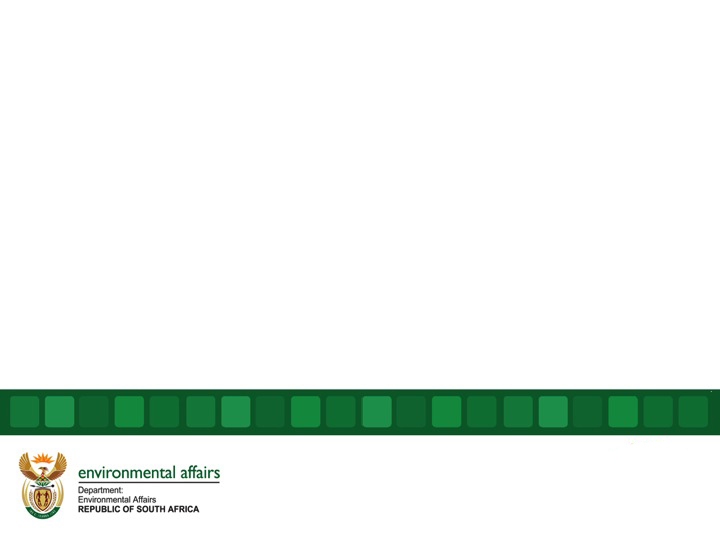 environmental affairs
Department:
Environmental Affairs
REPUBLIC OF SOUTH AFRICA